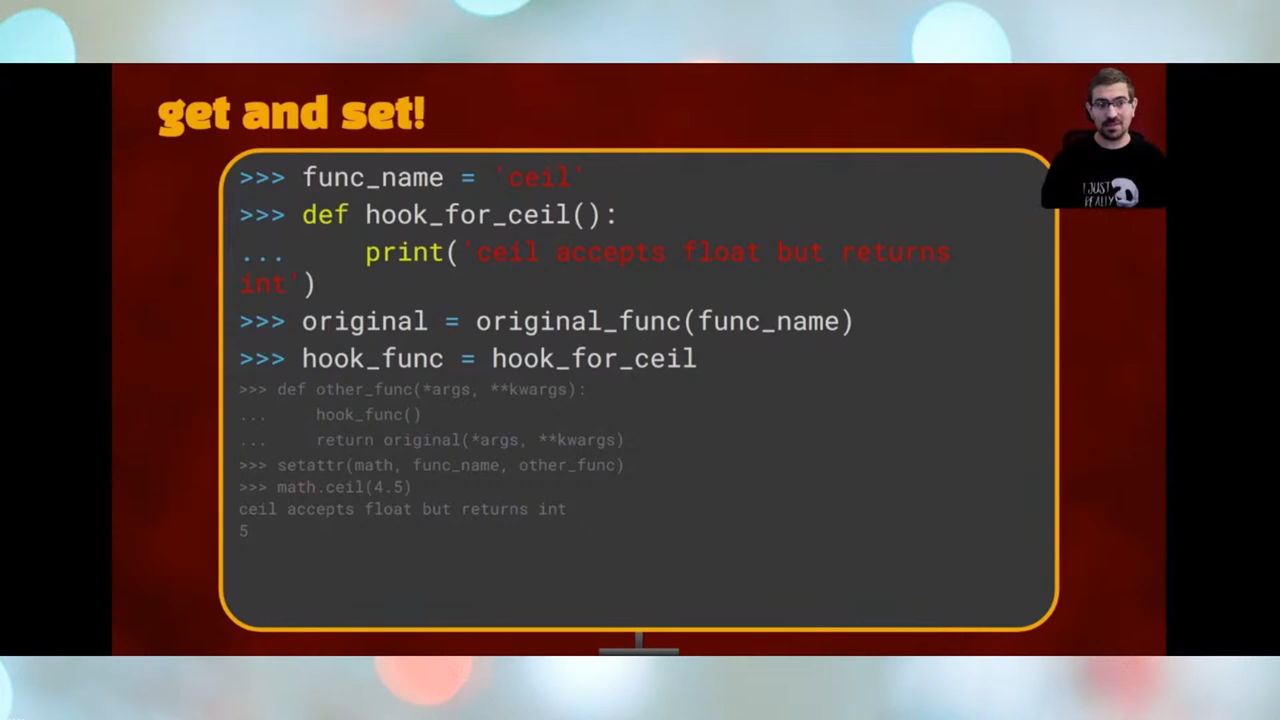 get and set!
>>> func_name = 'ceil'
>>> def hook_for_ceil():
...     print('ceil accepts float but returns
int')
>>> original = original_func(func_name)
>>> hook_func = hook_for_ceil
>>> def other_func(*args, **kwargs):
...     hook_func()
...     return original(*args, **kwargs)
>>> setattr(math, func_name, other_func)
>>> math.ceil(4.5)
ceil accepts float but returns int
5
I JUST
REALLY